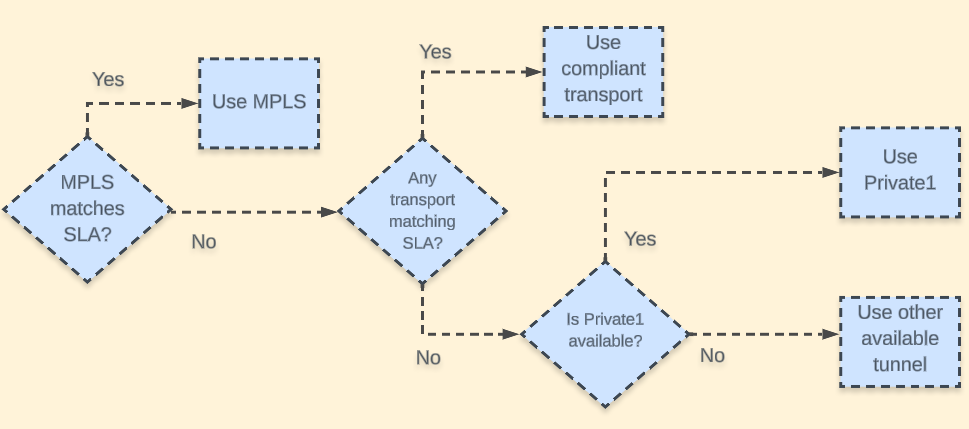 Yes
Use MPLS
MPLS
matches
SLA?
No
Yes
Use
compliant
transport
Any
transport
matching
SLA?
No
Yes
Use
Private1
Is Private1
available?
No
Use other
available
tunnel